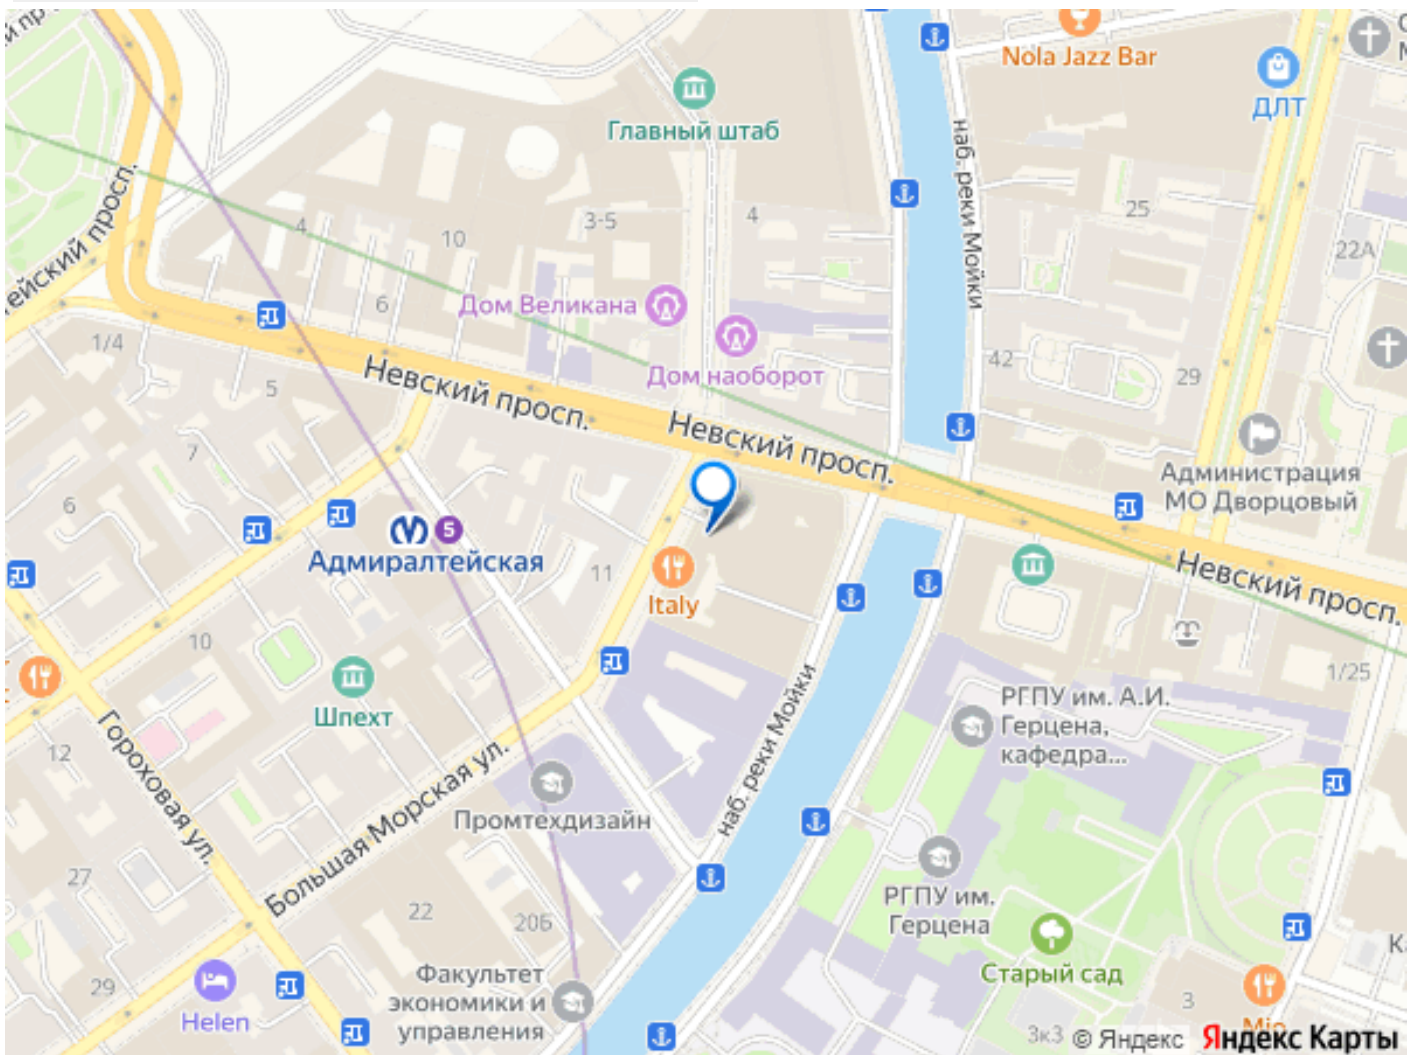 Nola Jazz Bar
ДЛТ
Главный штаб
наб. реки Мойки
4
3-5
4
10
25
22А
ейский просп.
Дом Великана
6
1/4
Дом наоборот
42
29
5
Невский просп.
Невский просп.
7
6
Администрация
МО Дворцовый
5
Адмиралтейская
11
Italy
Невский просп.
10
1/25
Шпехт
РГПУ им. А.И.
Герцена,
кафедра...
12
Гороховая ул.
Большая Морская ул.
наб. реки Мойки
Промтехдизайн
27
22
20Б
РГПУ им.
Герцена
Старый сад
29
Факультет
экономики и
управления
Helen
3
3к3
Mio
© Яндекс Яндекс Карты